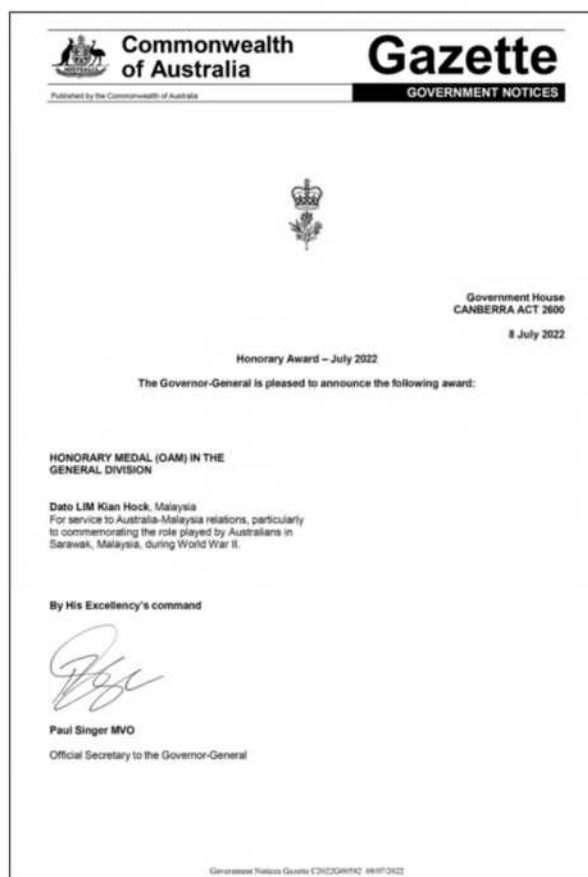 Commonwealth
of Australia
Gazette
Published by the Commonwealth of Australia
GOVERNMENT NOTICES
Government House
CANBERRA ACT 2600
8 July 2022
Honorary Award – July 2022
The Governor-General is pleased to announce the following award:
HONORARY MEDAL (OAM) IN THE
GENERAL DIVISION
Dato LIM Kian Hock, Malaysia
For service to Australia-Malaysia relations, particularly
to commemorating the role played by Australians in
Sarawak, Malaysia, during World War II.
By His Excellency's command
Paul Singer MVO
Official Secretary to the Governor-General
Government Notices Gazette C2022G00592 08/07/2022